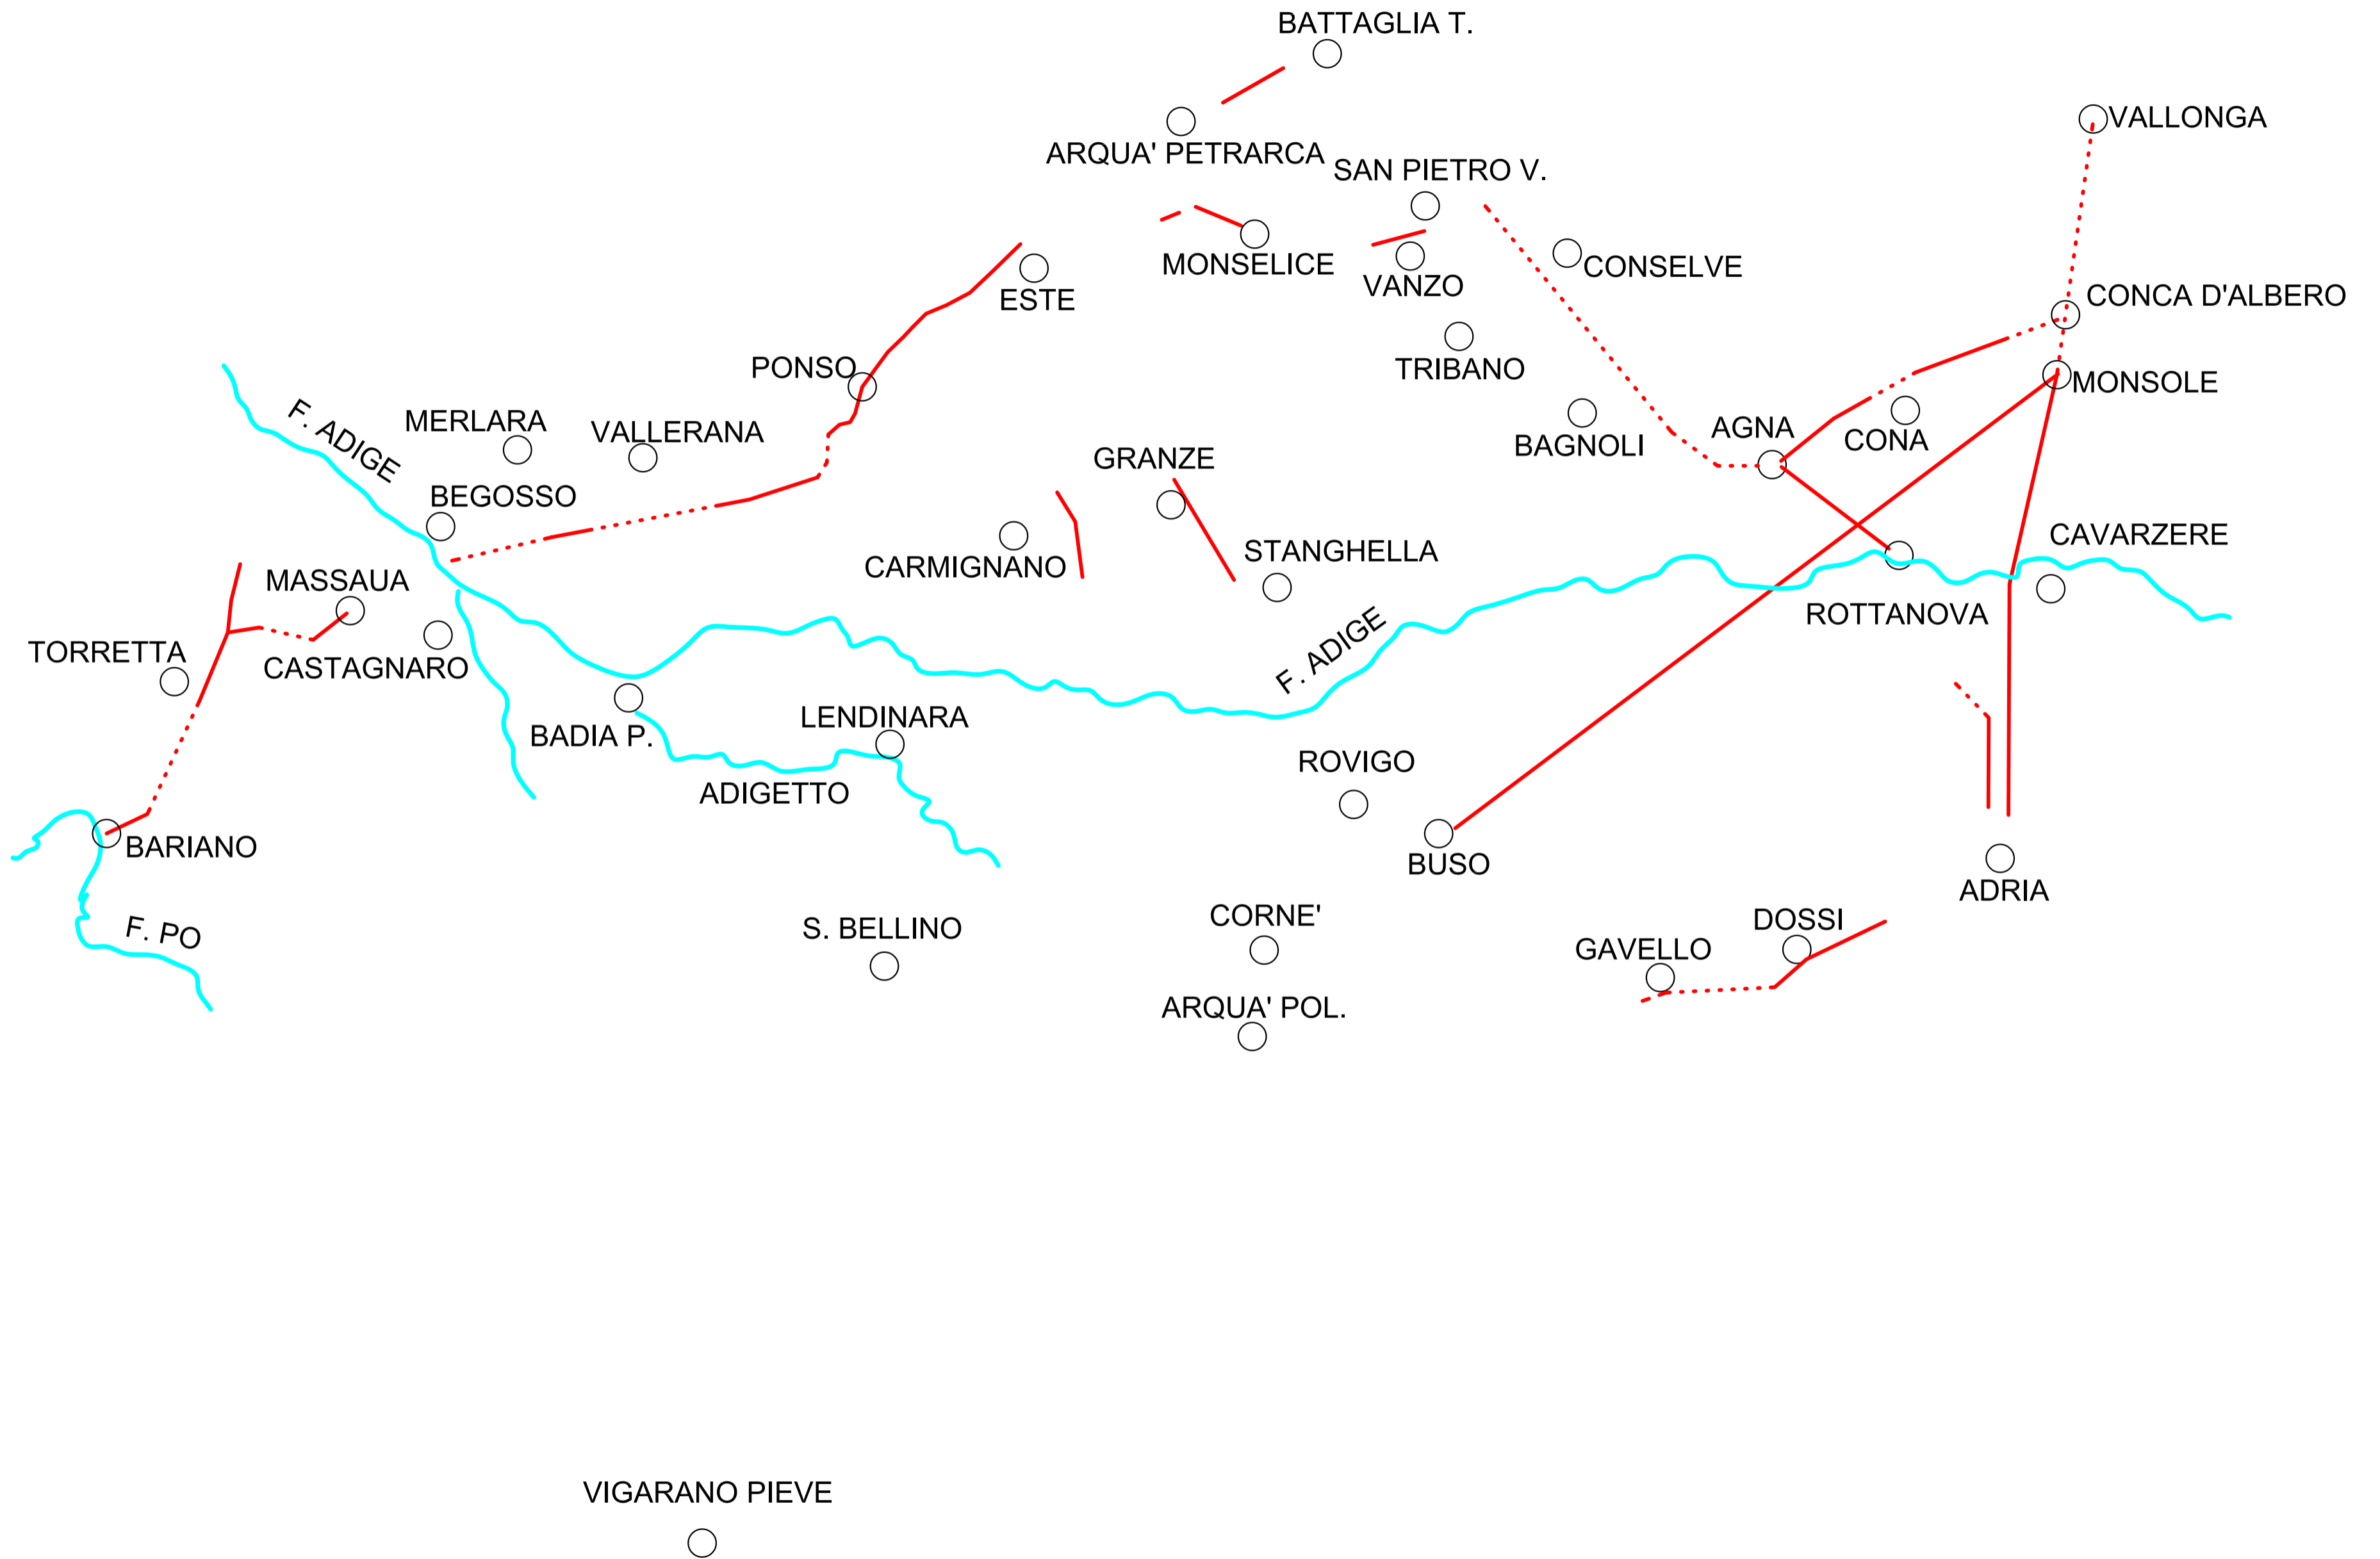 BATTAGLIA T.
VALLONGA
ARQUA' PETRARCA
SAN PIETRO V.
MONSELICE
CONSELVE
VANZO
ESTE
CONCA D'ALBERO
PONSO
TRIBANO
MONSOLE
F. ADIGE
MERLARA
VALLERANA
AGNA
CONA
BAGNOLI
GRANZE
BEGOSSO
CAVARZERE
STANGHELLA
CARMIGNANO
MASSAUA
ROTTANOVA
TORRETTA
CASTAGNARO
F. ADIGE
LENDINARA
BADIA P.
ROVIGO
ADIGETTO
BARIANO
BUSO
ADRIA
CORNE'
DOSSI
S. BELLINO
F. PO
GAVELLO
ARQUA' POL.
VIGARANO PIEVE